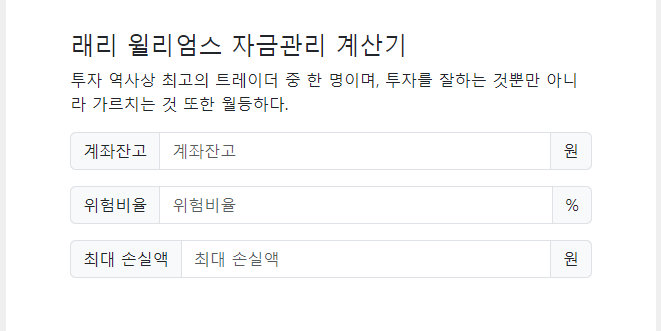 래리 윌리엄스 자금관리 계산기
투자 역사상 최고의 트레이더 중 한 명이며, 투자를 잘하는 것뿐만 아니
라 가르치는 것 또한 월등하다.
계좌잔고 계좌잔고 원
위험비율 위험비율 %
최대 손실액 최대 손실액 원